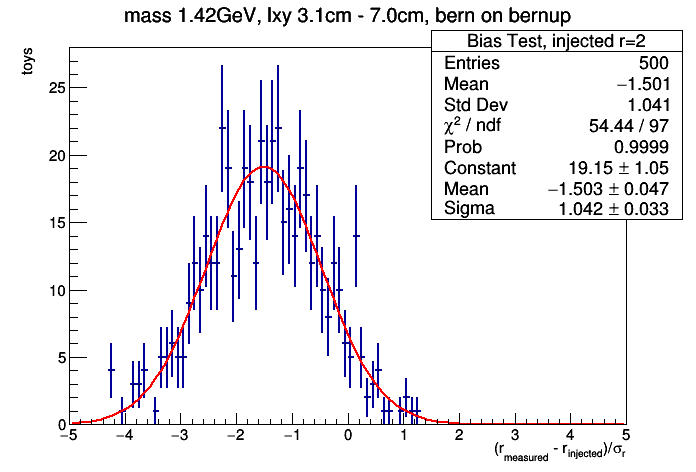 mass 1.42GeV, lxy 3.1cm - 7.0cm, bern on bernup
Bias Test, injected r=2
Entries 500
Mean −1.501
Std Dev 1.041
χ² / ndf 54.44 / 97
Prob 0.9999
Constant 19.15 ± 1.05
Mean −1.503 ± 0.047
Sigma 1.042 ± 0.033
toys
25
20
15
10
5
0
−5 −4 −3 −2 −1 0 1 2 3 4 5
(r_measured - r_injected)/σ_r